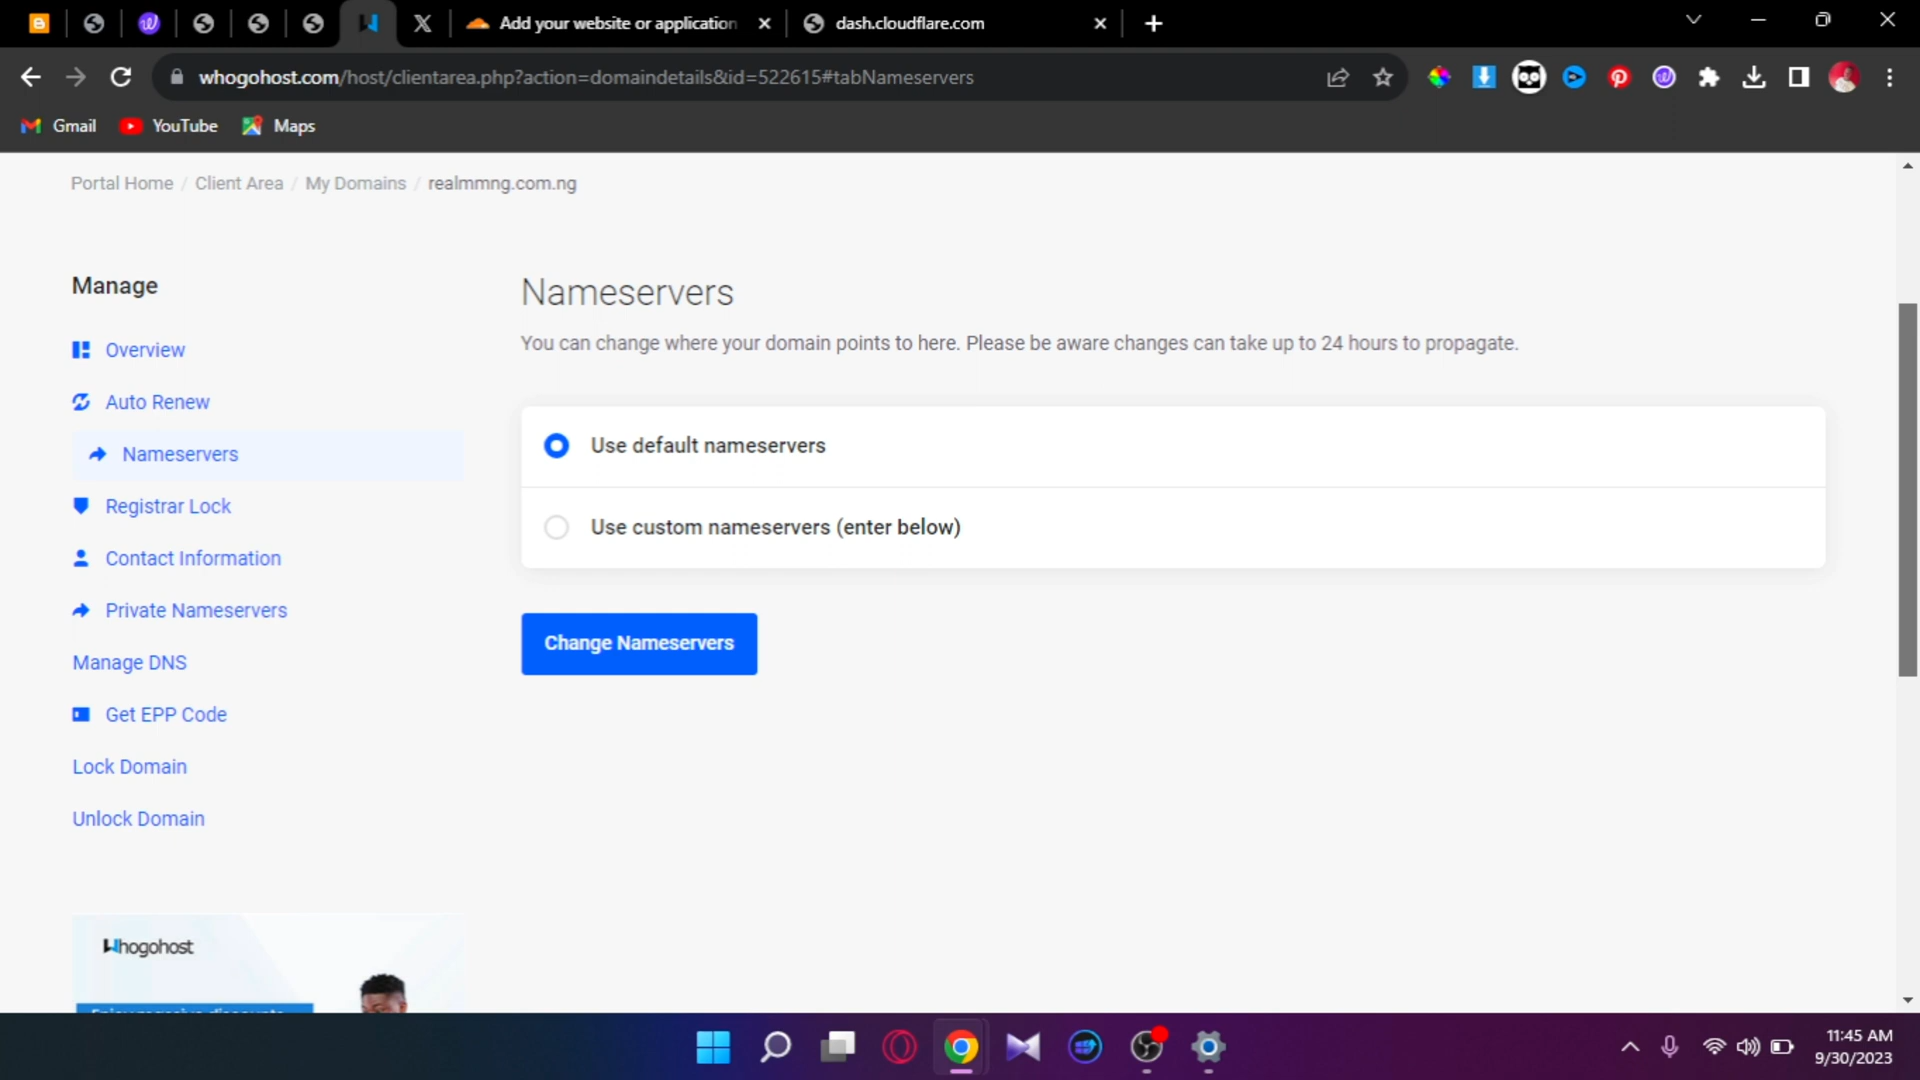 Add your website or application
dash.cloudflare.com
whogohost.com/host/clientarea.php?action=domaindetails&id=522615#tabNameservers
Gmail
YouTube
Maps
Portal Home / Client Area / My Domains / realmmng.com.ng
Manage
Overview
Auto Renew
Nameservers
Registrar Lock
Contact Information
Private Nameservers
Manage DNS
Get EPP Code
Lock Domain
Unlock Domain
Nameservers
You can change where your domain points to here. Please be aware changes can take up to 24 hours to propagate.
Use default nameservers
Use custom nameservers (enter below)
Change Nameservers
Whogohost
11:45 AM
9/30/2023